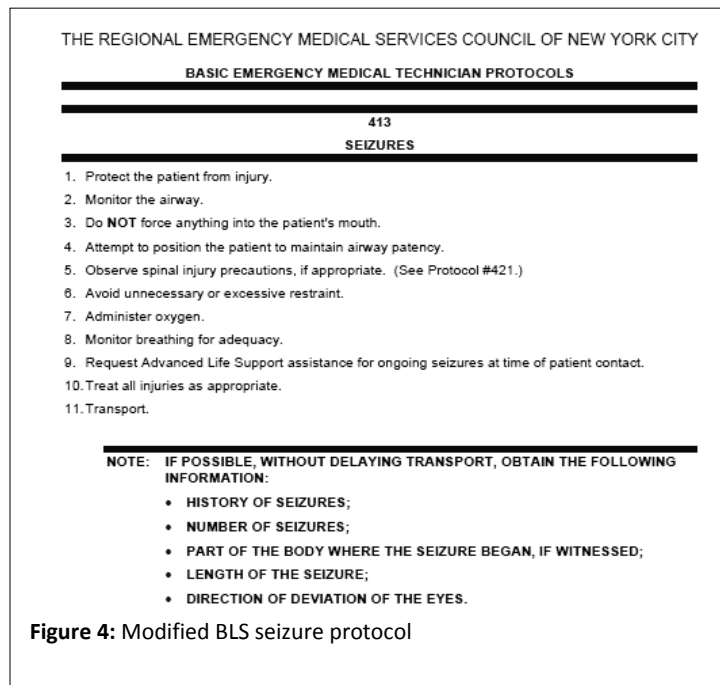 THE REGIONAL EMERGENCY MEDICAL SERVICES COUNCIL OF NEW YORK CITY
BASIC EMERGENCY MEDICAL TECHNICIAN PROTOCOLS
413
SEIZURES
1. Protect the patient from injury.
2. Monitor the airway.
3. Do NOT force anything into the patient's mouth.
4. Attempt to position the patient to maintain airway patency.
5. Observe spinal injury precautions, if appropriate. (See Protocol #421.)
6. Avoid unnecessary or excessive restraint.
7. Administer oxygen.
8. Monitor breathing for adequacy.
9. Request Advanced Life Support assistance for ongoing seizures at time of patient contact.
10. Treat all injuries as appropriate.
11. Transport.
NOTE: IF POSSIBLE, WITHOUT DELAYING TRANSPORT, OBTAIN THE FOLLOWING
INFORMATION:
• HISTORY OF SEIZURES;
• NUMBER OF SEIZURES;
• PART OF THE BODY WHERE THE SEIZURE BEGAN, IF WITNESSED;
• LENGTH OF THE SEIZURE;
• DIRECTION OF DEVIATION OF THE EYES.
Figure 4: Modified BLS seizure protocol